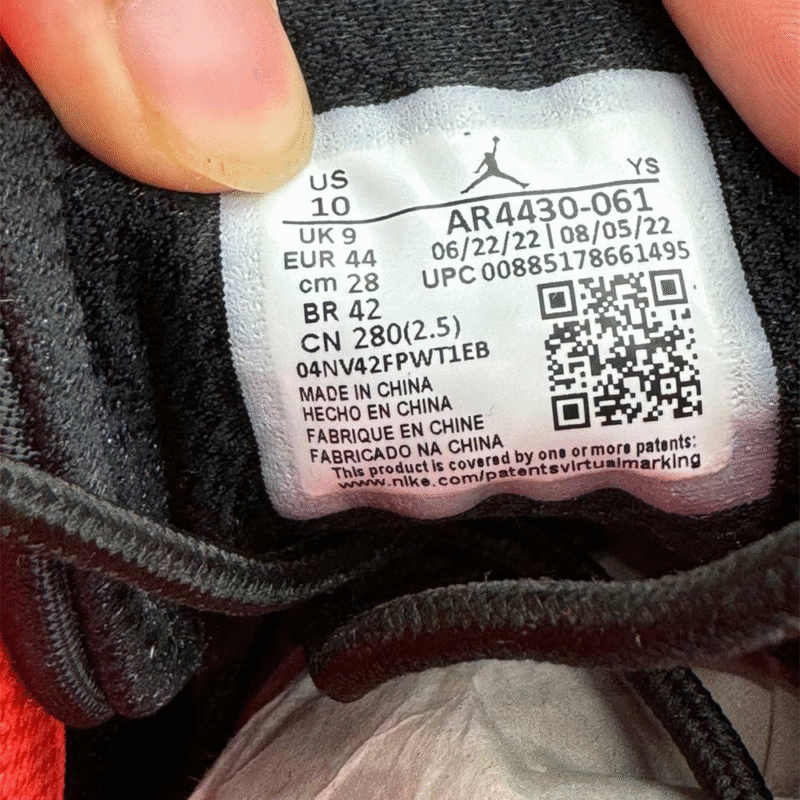 US
10
YS
AR4430-061
06/22/22 | 08/05/22
UPC 00885178661495
UK 9
EUR 44
cm 28
BR 42
CN 280(2.5)
04NV42FPWT1EB
MADE IN CHINA
HECHO EN CHINA
FABRIQUE EN CHINE
FABRICADO NA CHINA
This product is covered by one or more patents:
www.nike.com/patentsvirtualmarking